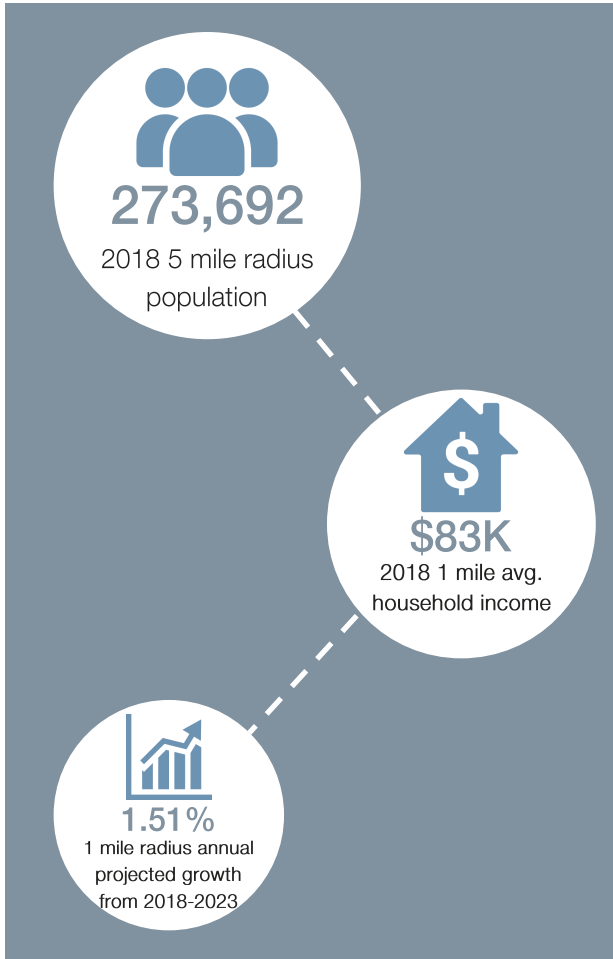 273,692
2018 5 mile radius
population
$
$83K
2018 1 mile avg.
household income
1.51%
1 mile radius annual
projected growth
from 2018-2023